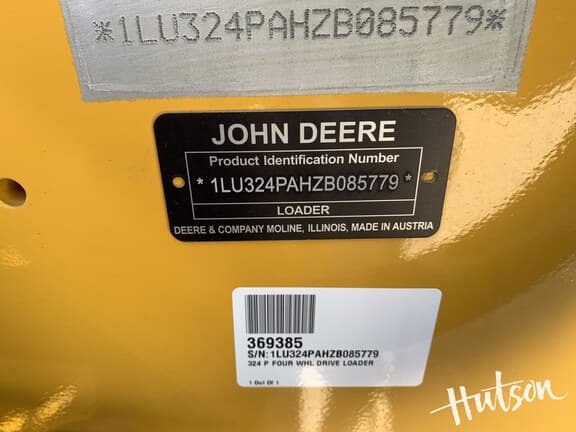 *1LU324PAHZB085779*
JOHN DEERE
Product Identification Number
* 1LU324PAHZB085779 *
LOADER
DEERE & COMPANY MOLINE, ILLINOIS, MADE IN AUSTRIA
369385
S/N:1LU324PAHZB085779
324 P FOUR WHL DRIVE LOADER
1 Out Of 1
Hutson